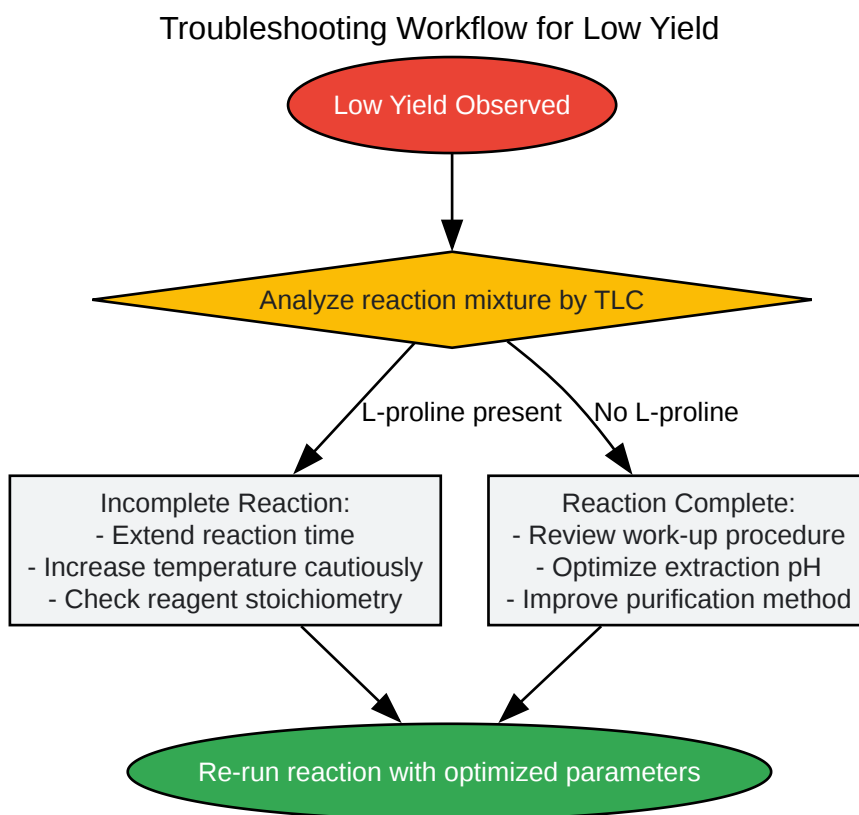 Troubleshooting Workflow for Low Yield
Low Yield Observed
Analyze reaction mixture by TLC
L-proline present
No L-proline
Incomplete Reaction:
- Extend reaction time
- Increase temperature cautiously
- Check reagent stoichiometry
Reaction Complete:
- Review work-up procedure
- Optimize extraction pH
- Improve purification method
Re-run reaction with optimized parameters